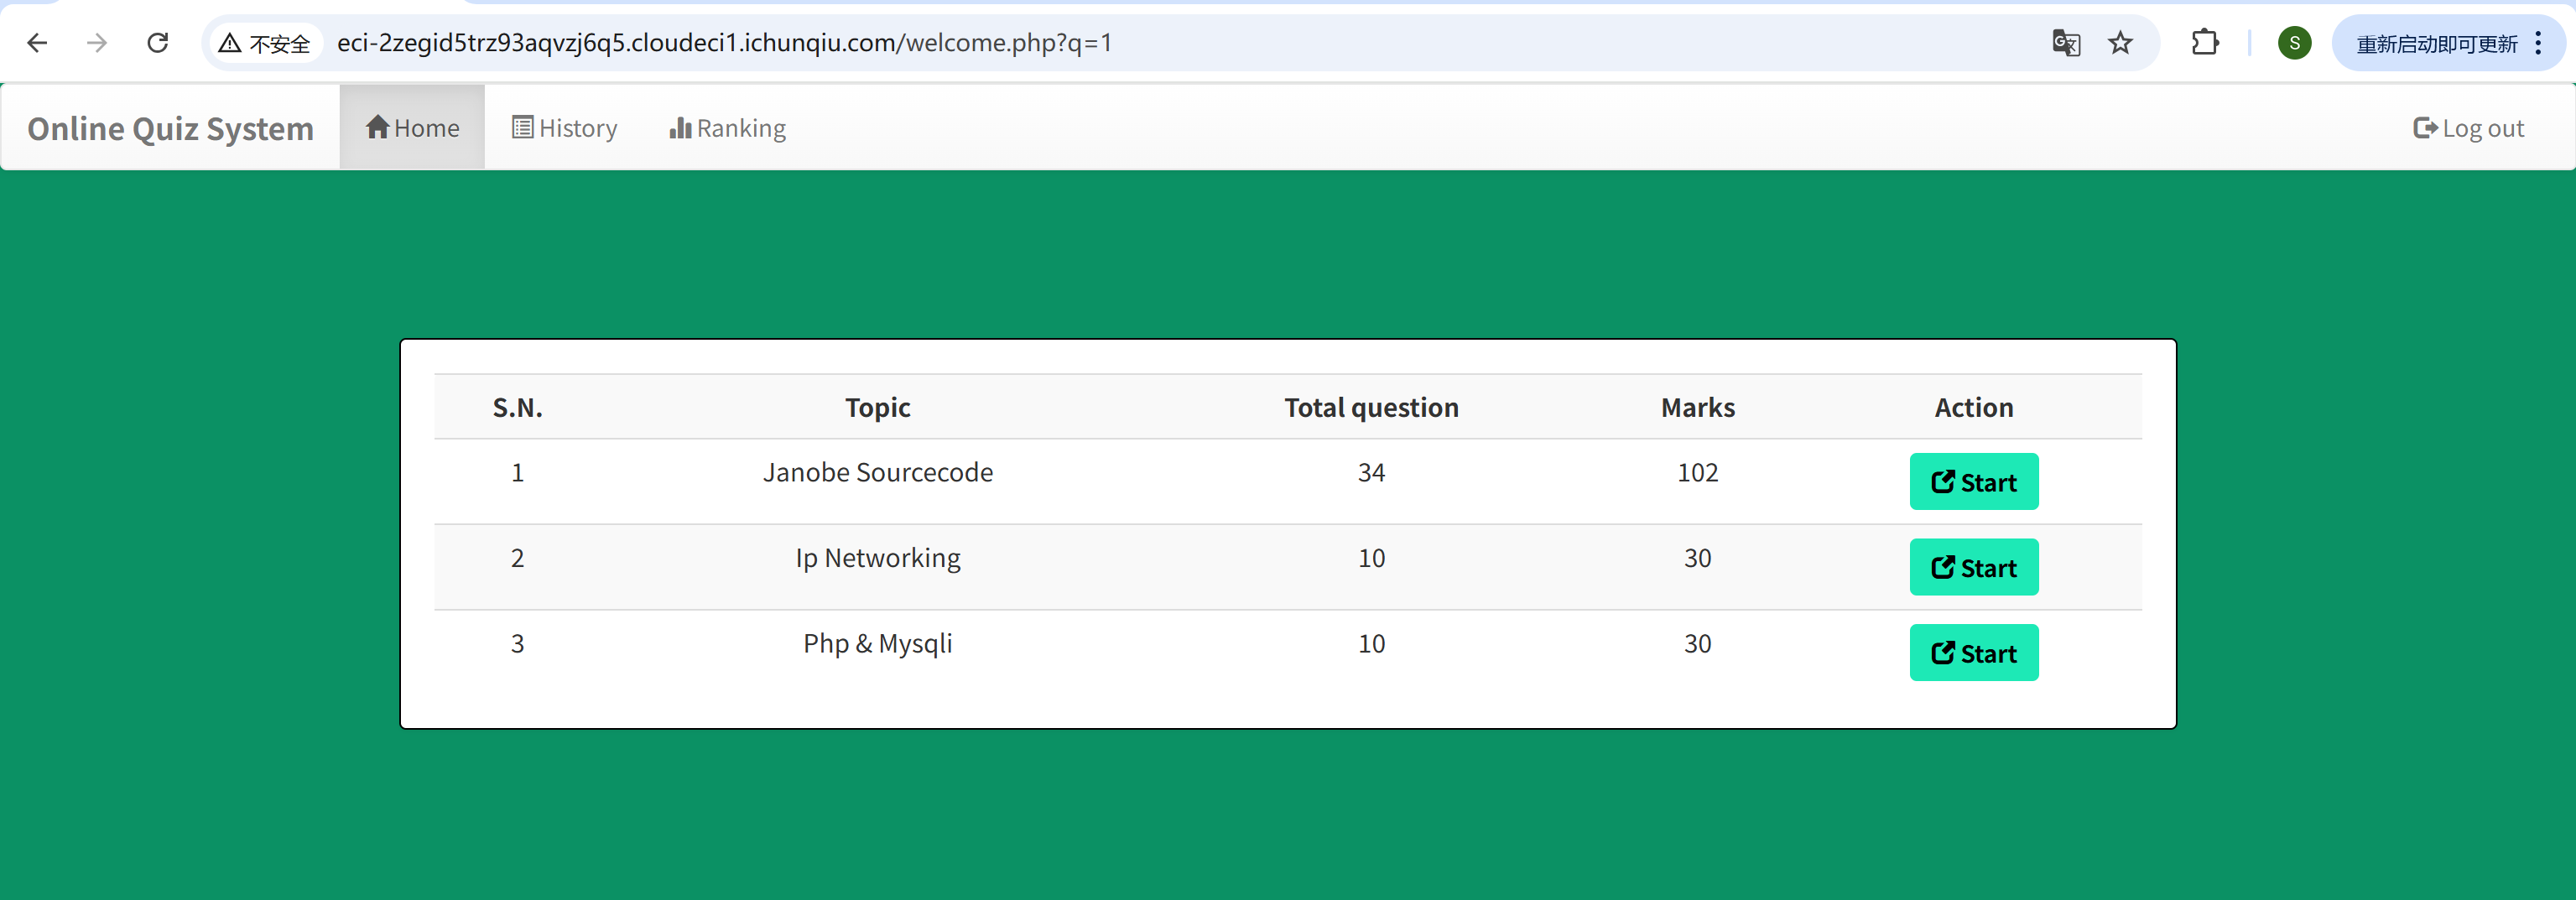 不安全 eci-2zegid5trz93aqvzj6q5.cloudeci1.ichunqiu.com/welcome.php?q=1 S 重新启动即可更新
Online Quiz System Home History Ranking Log out
S.N. Topic Total question Marks Action
1 Janobe Sourcecode 34 102 Start
2 Ip Networking 10 30 Start
3 Php & Mysqli 10 30 Start